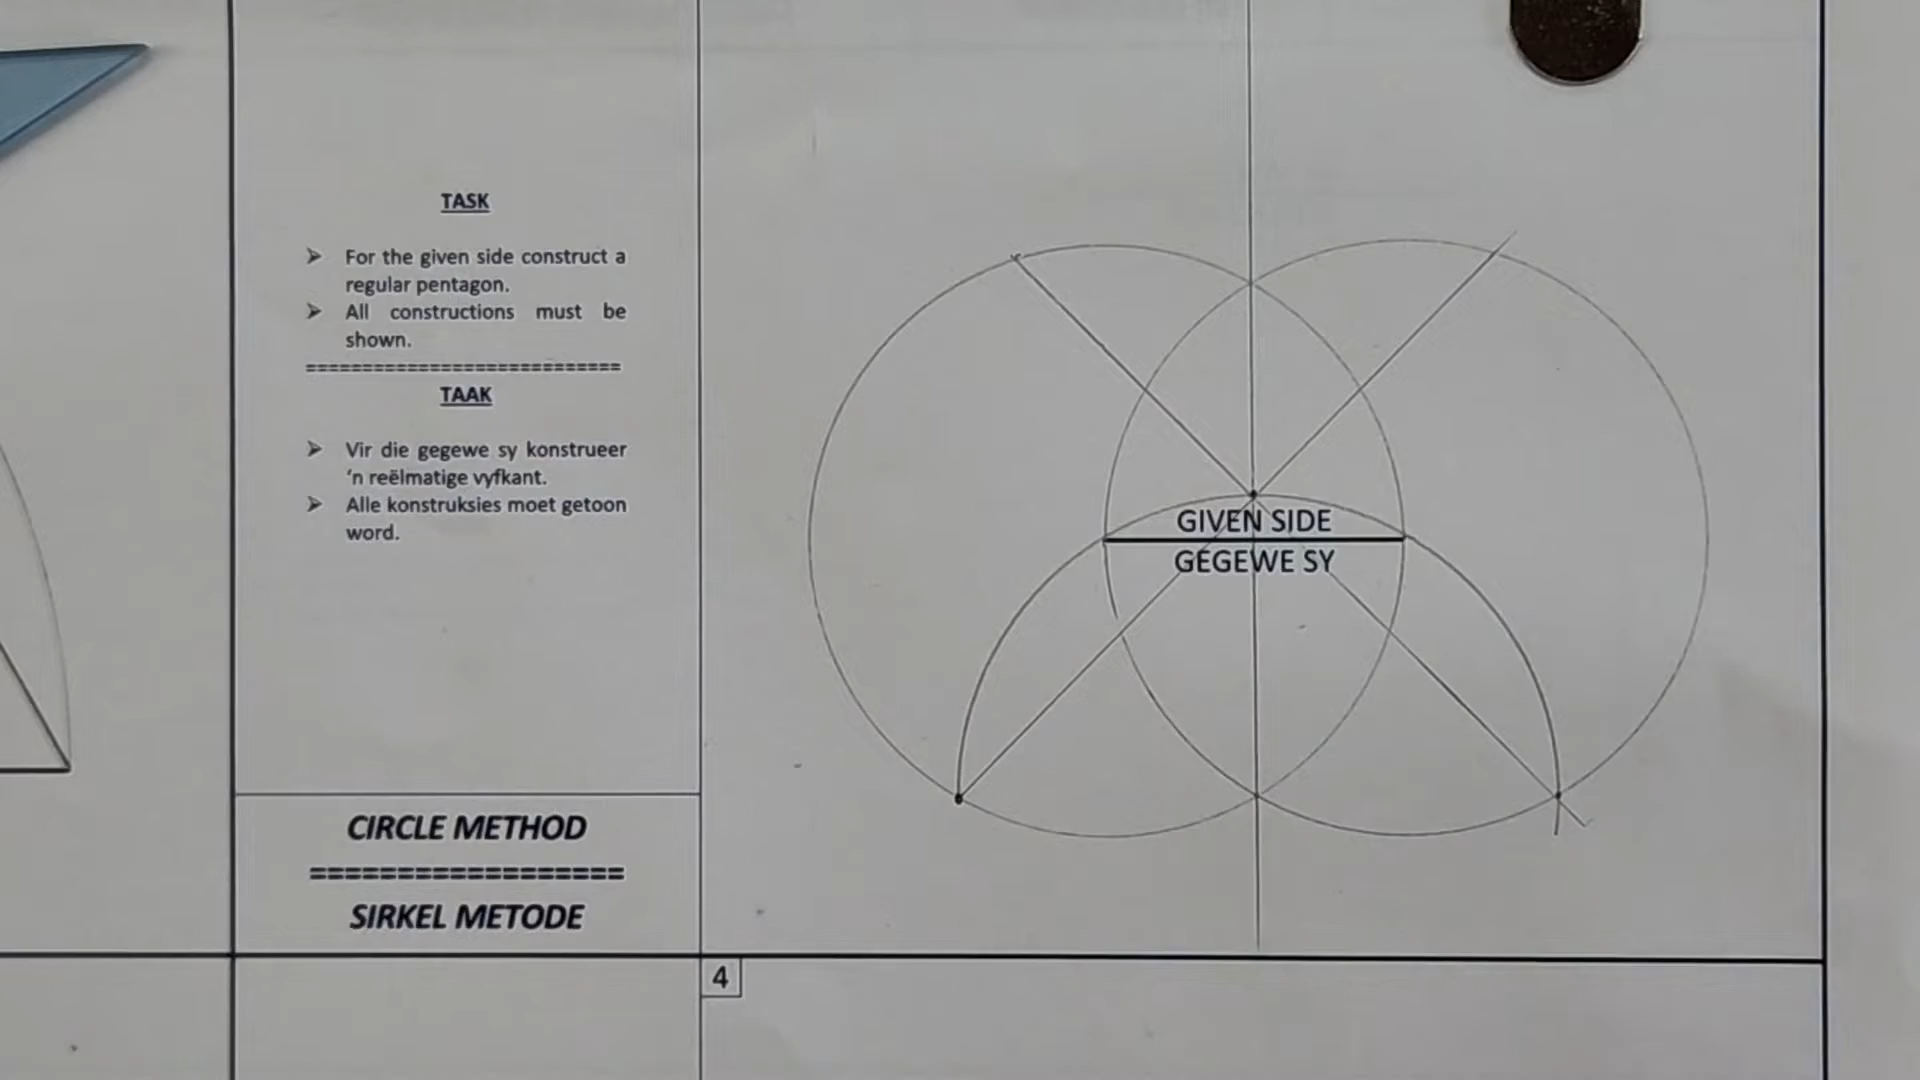 TASK
➢ For the given side construct a
regular pentagon.
➢ All constructions must be
shown.
===========================
TAAK
➢ Vir die gegewe sy konstrueer
‘n reëlmatige vyfkant.
➢ Alle konstruksies moet getoon
word.
CIRCLE METHOD
==================
SIRKEL METODE
GIVEN SIDE
GEGEWE SY
4